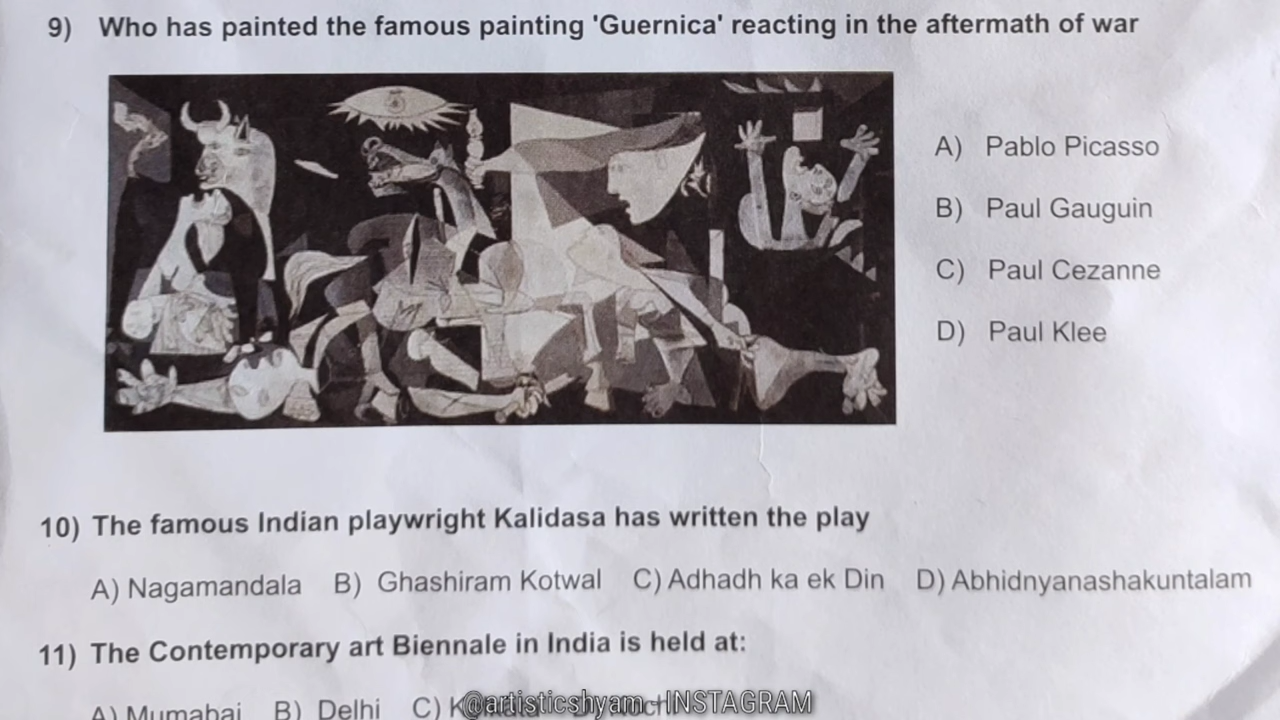 9) Who has painted the famous painting 'Guernica' reacting in the aftermath of war
A) Pablo Picasso
B) Paul Gauguin
C) Paul Cezanne
D) Paul Klee
10) The famous Indian playwright Kalidasa has written the play
A) Nagamandala B) Ghashiram Kotwal C) Adhadh ka ek Din D) Abhidnyanashakuntalam
11) The Contemporary art Biennale in India is held at:
A) Mumabai B) Delhi C)
@artisticshyam - INSTAGRAM